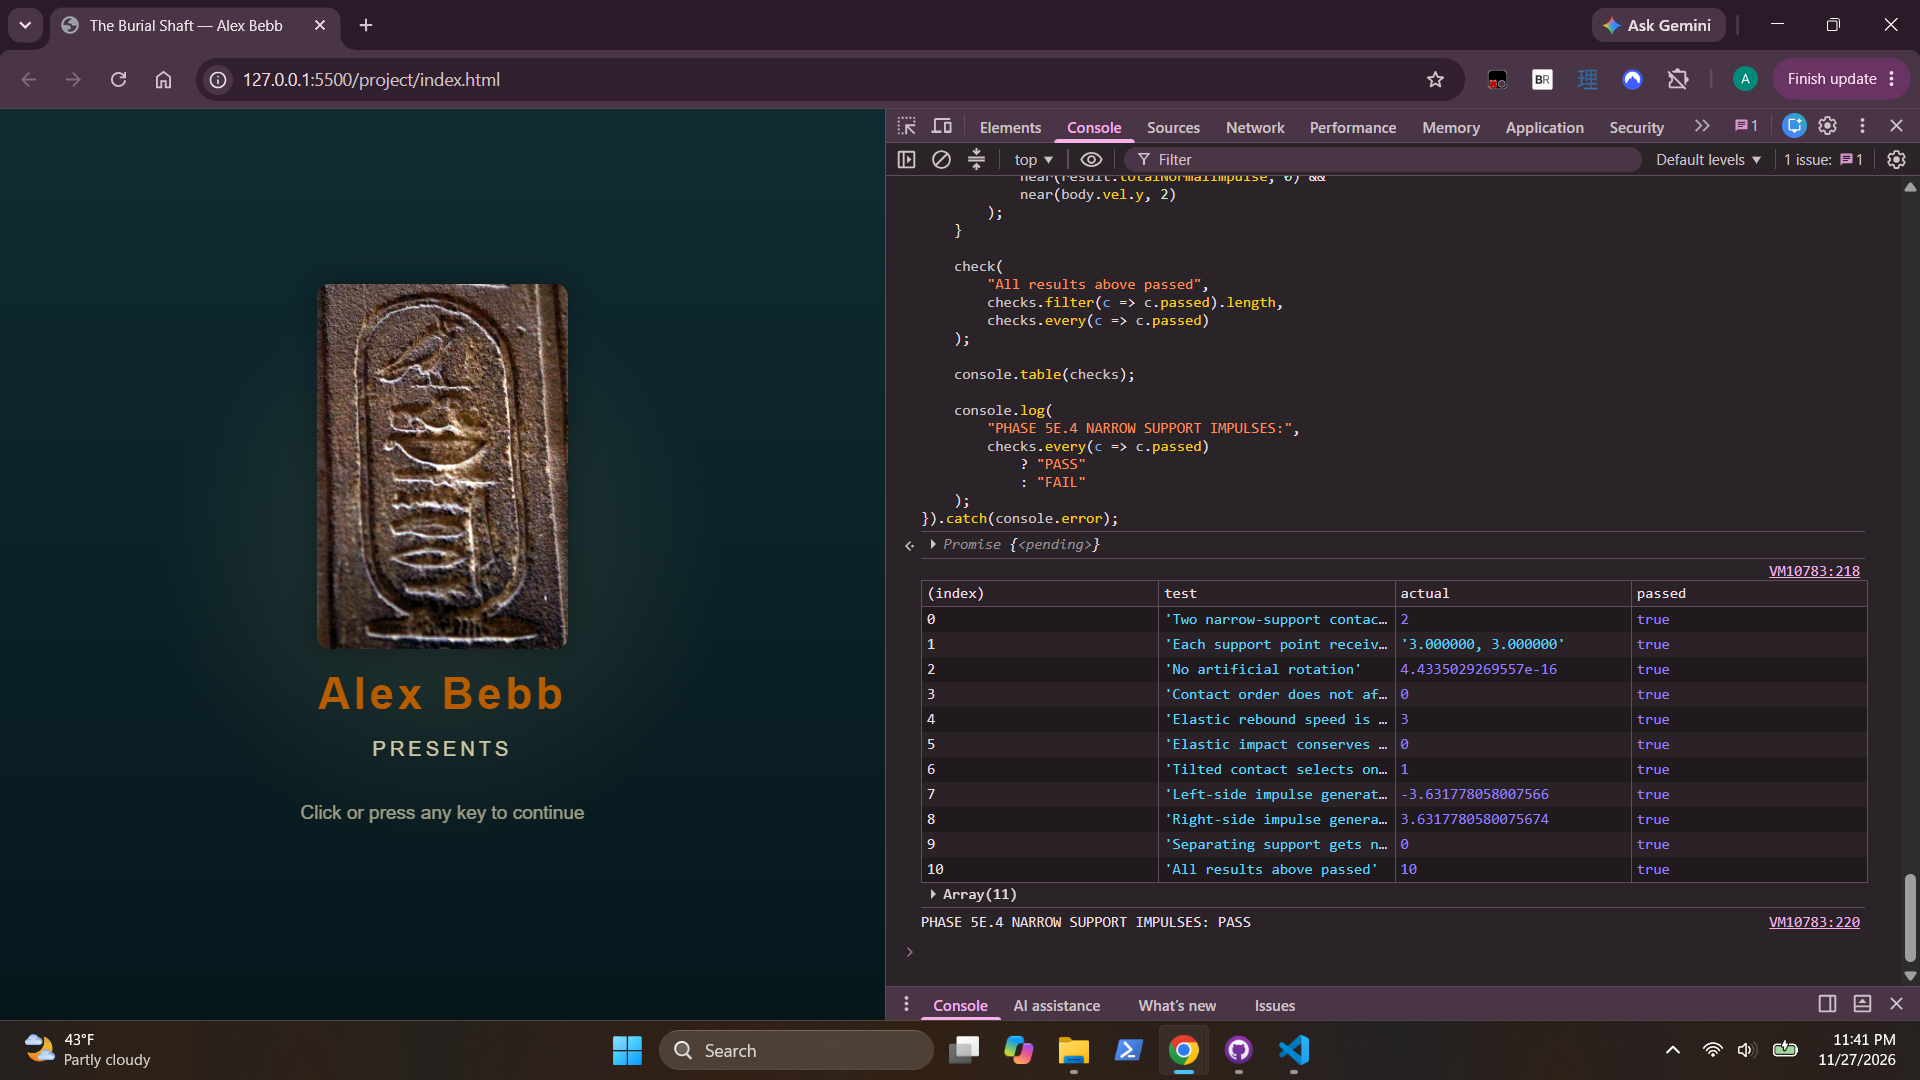 The Burial Shaft — Alex Bebb
Ask Gemini
127.0.0.1:5500/project/index.html
BR
理
A
Finish update
Elements
Console
Sources
Network
Performance
Memory
Application
Security
1
top
Filter
Default levels
1 issue:
1
near(result.totalNormalImpulse, 0) &&
near(body.vel.y, 2)
);
}
check(
"All results above passed",
checks.filter(c => c.passed).length,
checks.every(c => c.passed)
);
console.table(checks);
console.log(
"PHASE 5E.4 NARROW SUPPORT IMPULSES:",
checks.every(c => c.passed)
? "PASS"
: "FAIL"
);
}).catch(console.error);
Promise {<pending>}
VM10783:218
(index) test actual passed
0 'Two narrow-support contac… 2 true
1 'Each support point receiv… '3.000000, 3.000000' true
2 'No artificial rotation' 4.4335029269557e-16 true
3 'Contact order does not af… 0 true
4 'Elastic rebound speed is … 3 true
5 'Elastic impact conserves … 0 true
6 'Tilted contact selects on… 1 true
7 'Left-side impulse generat… -3.631778058007566 true
8 'Right-side impulse genera… 3.6317780580075674 true
9 'Separating support gets n… 0 true
10 'All results above passed' 10 true
Array(11)
PHASE 5E.4 NARROW SUPPORT IMPULSES: PASS VM10783:220
Alex Bebb
PRESENTS
Click or press any key to continue
Console
AI assistance
What's new
Issues
43°F
Partly cloudy
Search
11:41 PM
11/27/2026